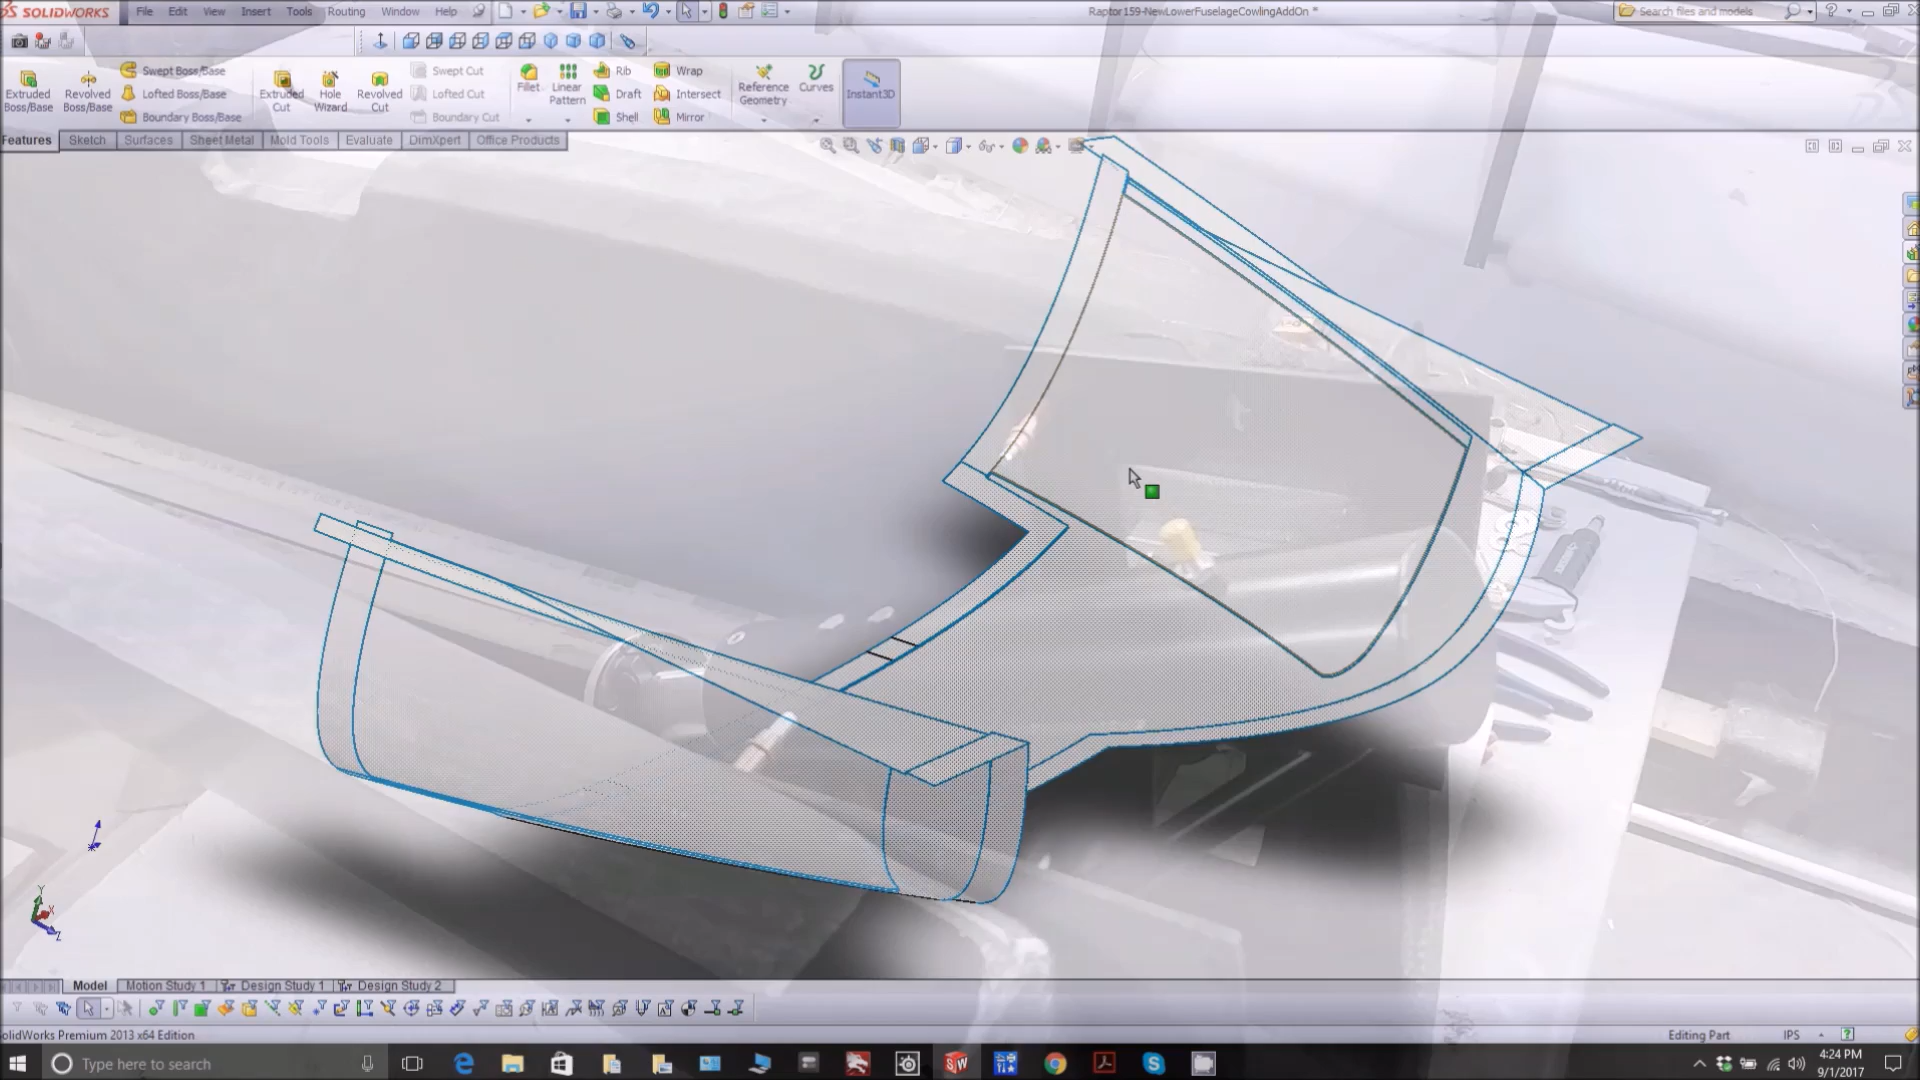 SOLIDWORKS File Edit View Insert Tools Routing Window Help Raptor159-NewLowerFuselageCowlingAddOn * Search files and models
Extruded Boss/Base
Revolved Boss/Base
Swept Boss/Base
Lofted Boss/Base
Boundary Boss/Base
Extruded Cut
Hole Wizard
Revolved Cut
Swept Cut
Lofted Cut
Boundary Cut
Fillet
Linear Pattern
Rib
Draft
Shell
Wrap
Intersect
Mirror
Reference Geometry
Curves
Instant3D
Features Sketch Surfaces Sheet Metal Mold Tools Evaluate DimXpert Office Products
Y
X
Z
Model Motion Study 1 Design Study 1 Design Study 2
olidWorks Premium 2013 x64 Edition Editing Part IPS
Type here to search
4:24 PM
9/1/2017